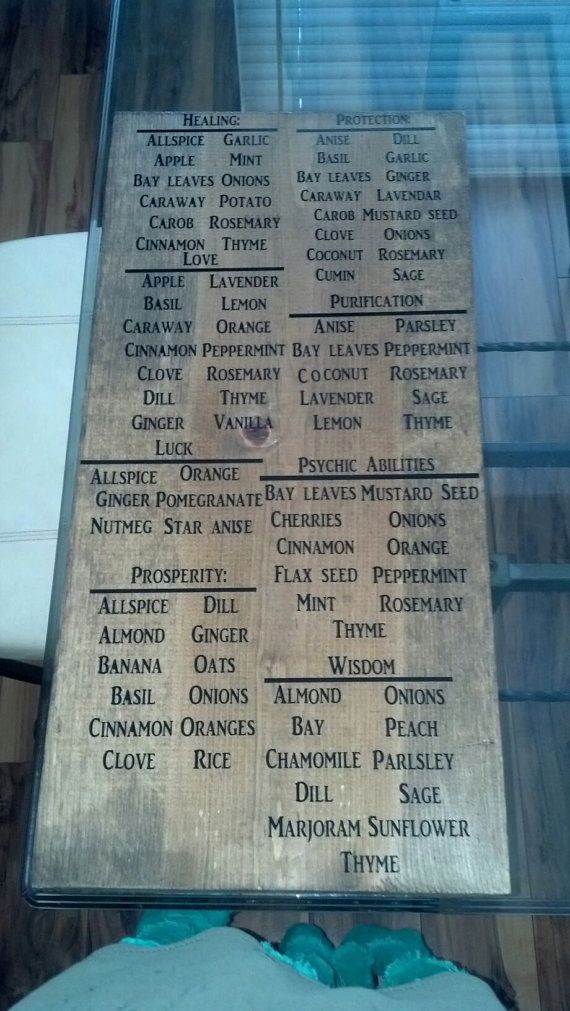 Healing:
Allspice Garlic
Apple Mint
Bay leaves Onions
Caraway Potato
Carob Rosemary
Cinnamon Thyme
Love
Apple Lavender
Basil Lemon
Caraway Orange
Cinnamon Peppermint
Clove Rosemary
Dill Thyme
Ginger Vanilla
Luck
Allspice Orange
Ginger Pomegranate
Nutmeg Star anise
Prosperity:
Allspice Dill
Almond Ginger
Banana Oats
Basil Onions
Cinnamon Oranges
Clove Rice
Protection:
Anise Dill
Basil Garlic
Bay leaves Ginger
Caraway Lavendar
Carob Mustard seed
Clove Onions
Coconut Rosemary
Cumin Sage
Purification
Anise Parsley
Bay leaves Peppermint
Coconut Rosemary
Lavender Sage
Lemon Thyme
Psychic Abilities
Bay leaves Mustard Seed
Cherries Onions
Cinnamon Orange
Flax seed Peppermint
Mint Rosemary
Thyme
Wisdom
Almond Onions
Bay Peach
Chamomile Parlsley
Dill Sage
Marjoram Sunflower
Thyme